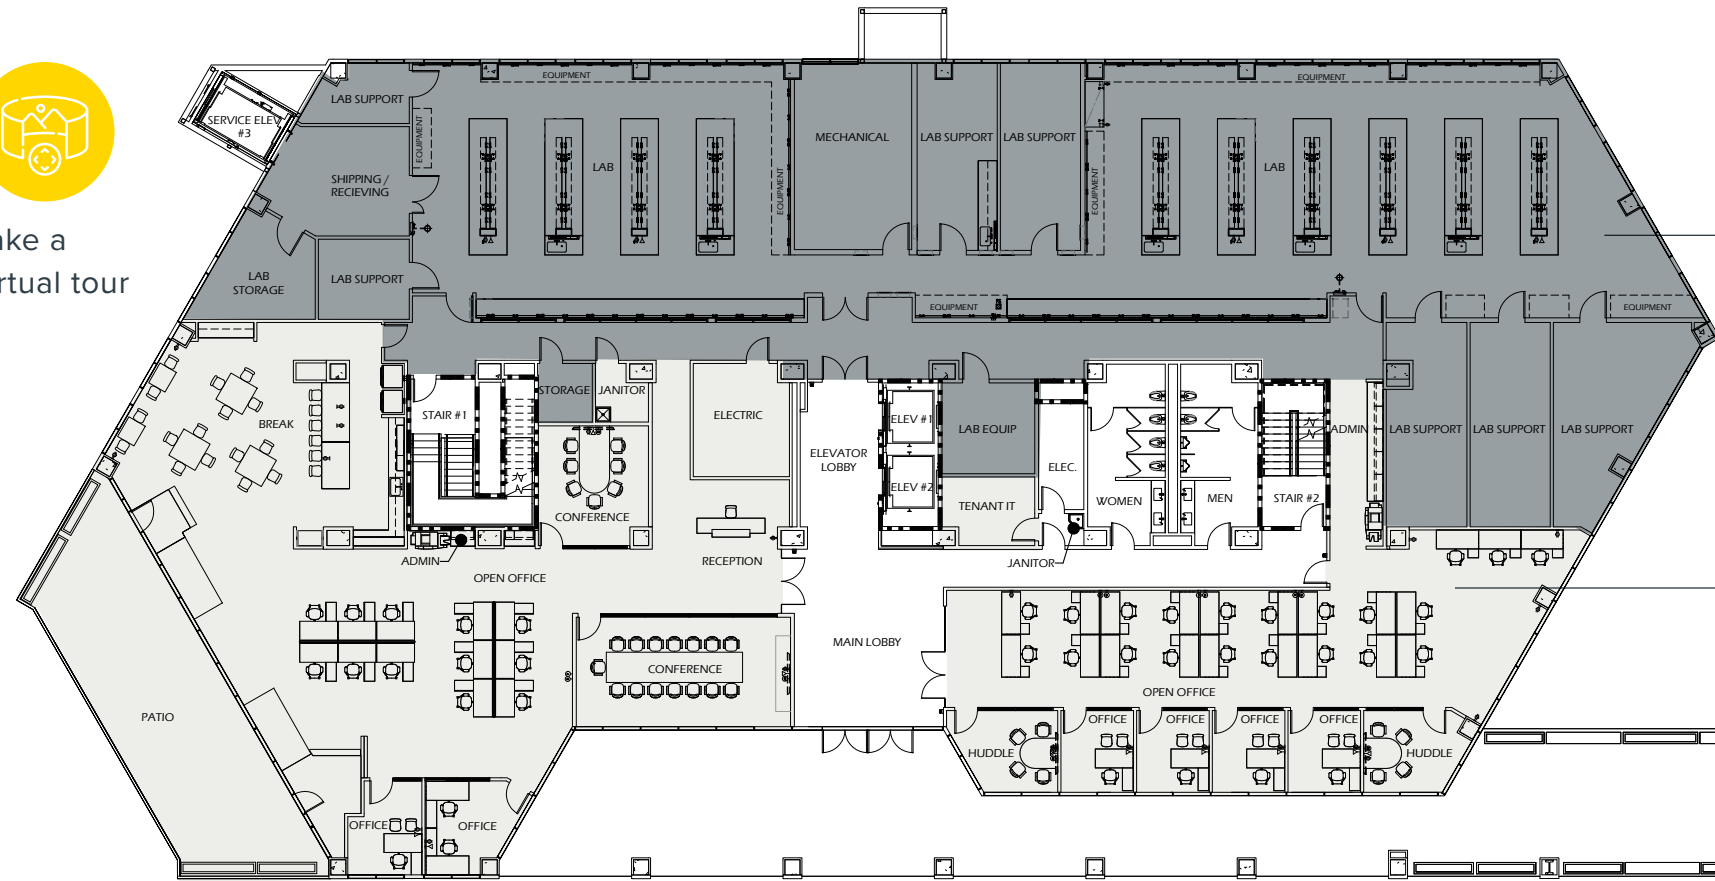 ake a
rtual tour
SERVICE ELEV
#3
LAB SUPPORT
SHIPPING /
RECIEVING
LAB
STORAGE
LAB SUPPORT
EQUIPMENT
EQUIPMENT
LAB
EQUIPMENT
MECHANICAL
LAB SUPPORT
LAB SUPPORT
EQUIPMENT
EQUIPMENT
LAB
EQUIPMENT
EQUIPMENT
BREAK
STAIR #1
STORAGE
JANITOR
ELECTRIC
CONFERENCE
ADMIN
OPEN OFFICE
RECEPTION
ELEVATOR
LOBBY
ELEV #1
ELEV #2
LAB EQUIP
TENANT IT
ELEC.
JANITOR
WOMEN
MEN
STAIR #2
ADMIN
LAB SUPPORT
LAB SUPPORT
LAB SUPPORT
CONFERENCE
MAIN LOBBY
OPEN OFFICE
PATIO
HUDDLE
OFFICE
OFFICE
OFFICE
OFFICE
HUDDLE
OFFICE
OFFICE